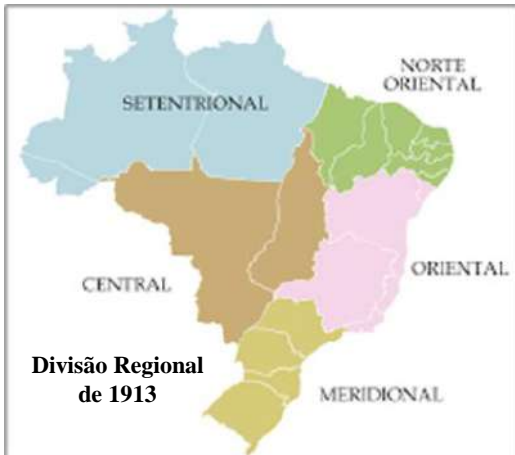 NORTE
ORIENTAL
SETENTRIONAL
ORIENTAL
CENTRAL
Divisão Regional
de 1913
MERIDIONAL